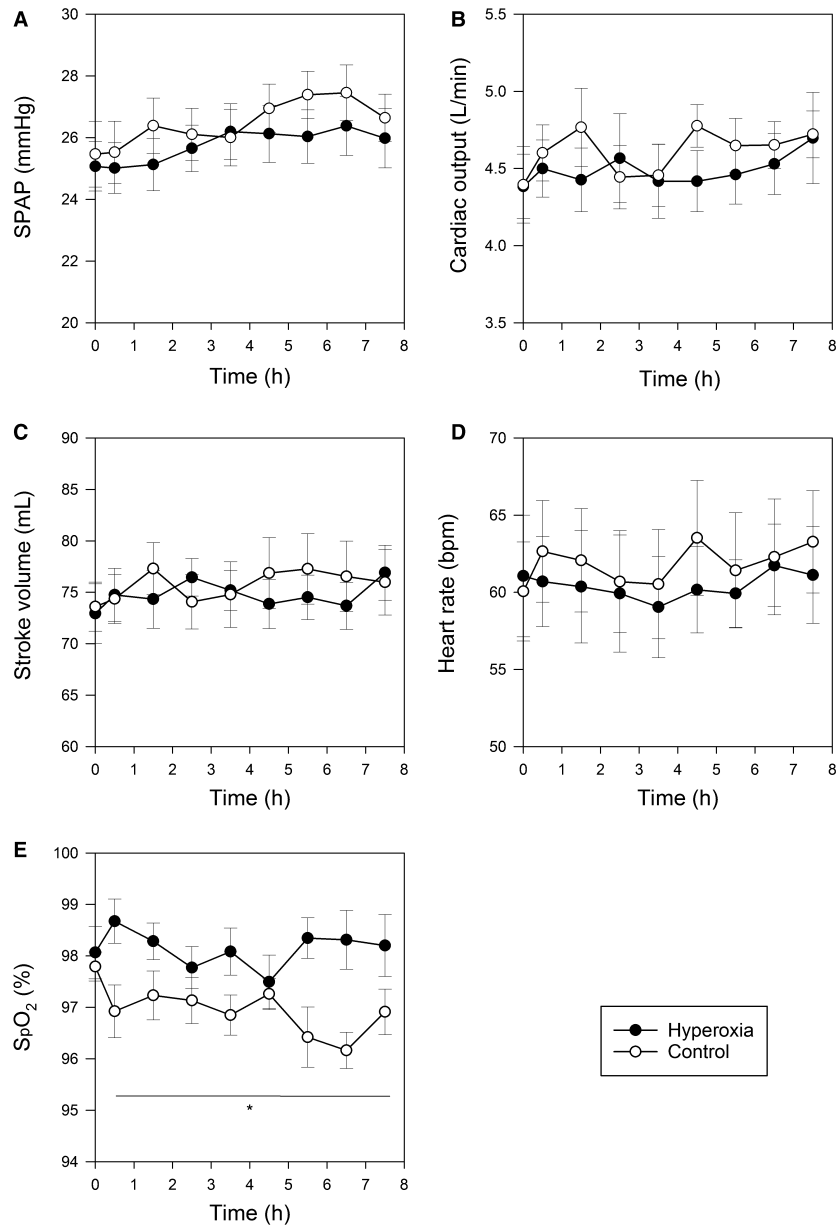 A
30
28
26
24
22
20
SPAP (mmHg)
0 1 2 3 4 5 6 7 8
Time (h)
B
5.5
5.0
4.5
4.0
3.5
Cardiac output (L/min)
0 1 2 3 4 5 6 7 8
Time (h)
C
90
85
80
75
70
65
60
Stroke volume (mL)
0 1 2 3 4 5 6 7 8
Time (h)
D
70
65
60
55
50
Heart rate (bpm)
0 1 2 3 4 5 6 7 8
Time (h)
E
100
99
98
97
96
95
94
SpO₂ (%)
*
0 1 2 3 4 5 6 7 8
Time (h)
Hyperoxia
Control